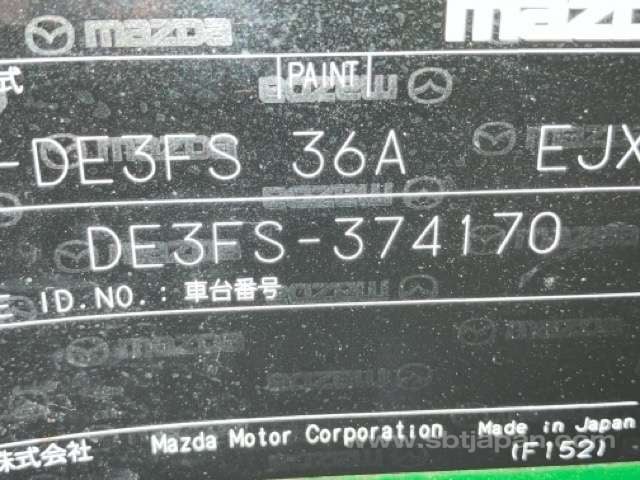 mazda mazda
式 PAINT
-DE3FS 36A EJX
DE3FS-374170
E ID.NO.: 車台番号
株式会社 Mazda Motor Corporation Made in Japan
www.sbtjapan.com (F152)